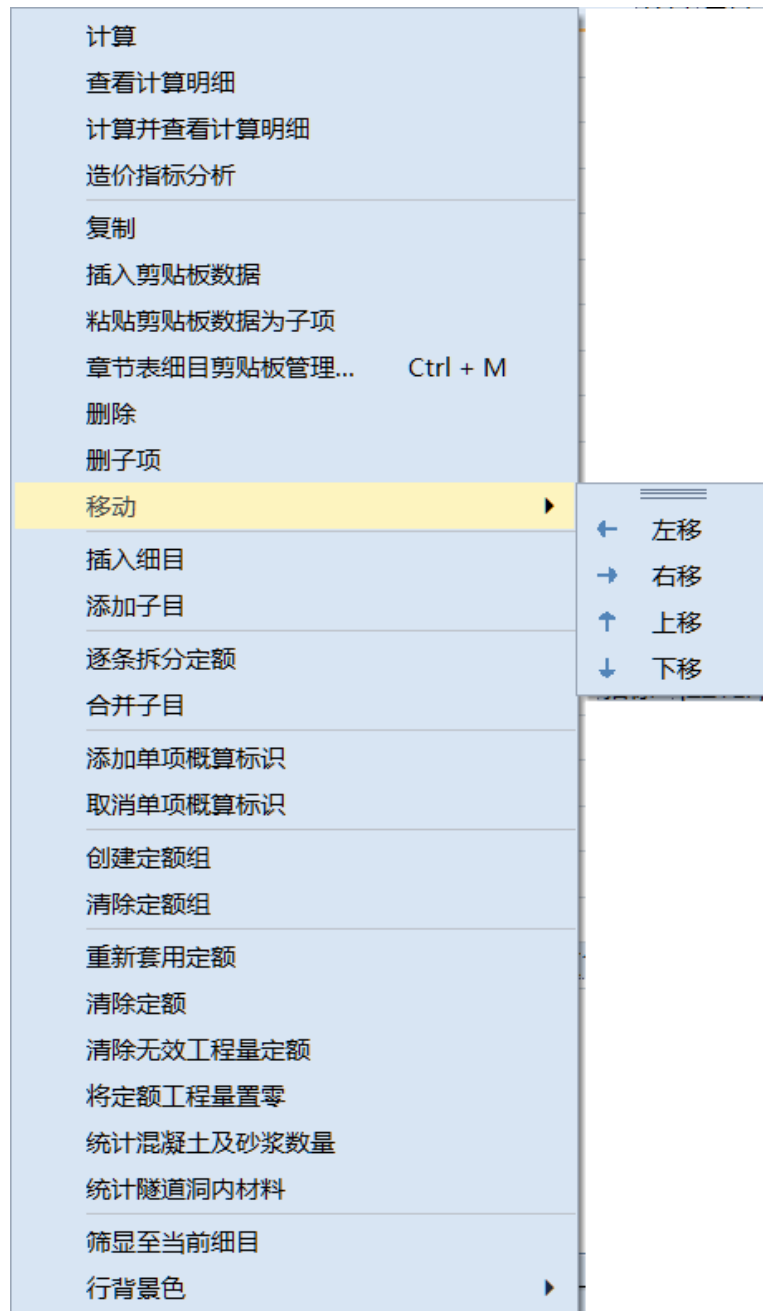 计算
查看计算明细
计算并查看计算明细
造价指标分析
复制
插入剪贴板数据
粘贴剪贴板数据为子项
章节表细目剪贴板管理... Ctrl + M
删除
删子项
移动
左移
右移
上移
下移
插入细目
添加子目
逐条拆分定额
合并子目
添加单项概算标识
取消单项概算标识
创建定额组
清除定额组
重新套用定额
清除定额
清除无效工程量定额
将定额工程量置零
统计混凝土及砂浆数量
统计隧道洞内材料
筛显至当前细目
行背景色